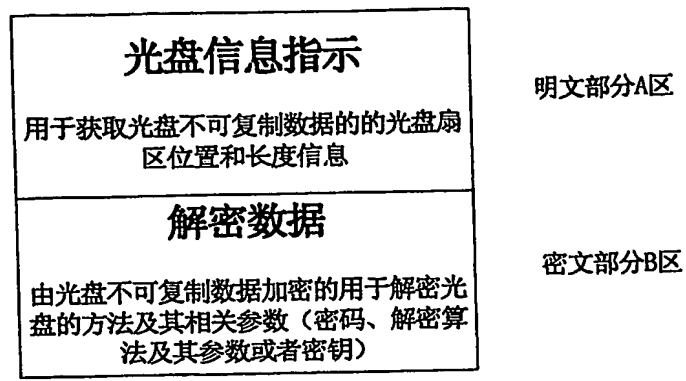 光盘信息指示
明文部分A区
用于获取光盘不可复制数据的的光盘扇
区位置和长度信息
解密数据
密文部分B区
由光盘不可复制数据加密的用于解密光
盘的方法及其相关参数（密码、解密算
法及其参数或者密钥）